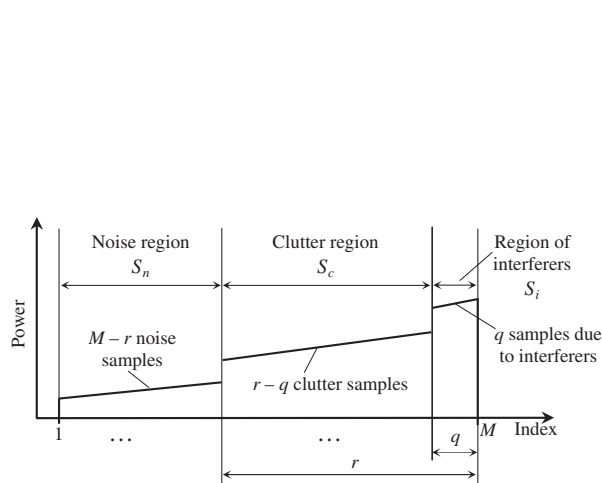 Noise region
S_n
Clutter region
S_c
Region of
interferers
S_i
Power
M – r noise
samples
r – q clutter samples
q samples due
to interferers
1
...
...
q
M
Index
r